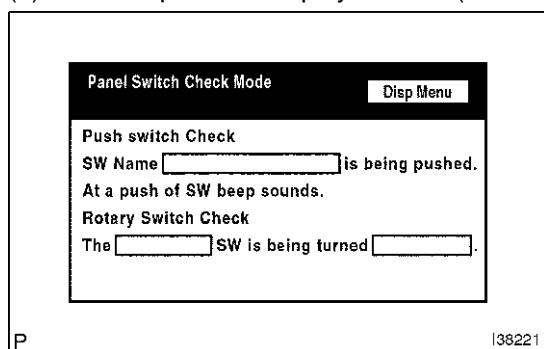 Panel Switch Check Mode
Disp Menu
Push switch Check
SW Name is being pushed.
At a push of SW beep sounds.
Rotary Switch Check
The SW is being turned .
P
I38221